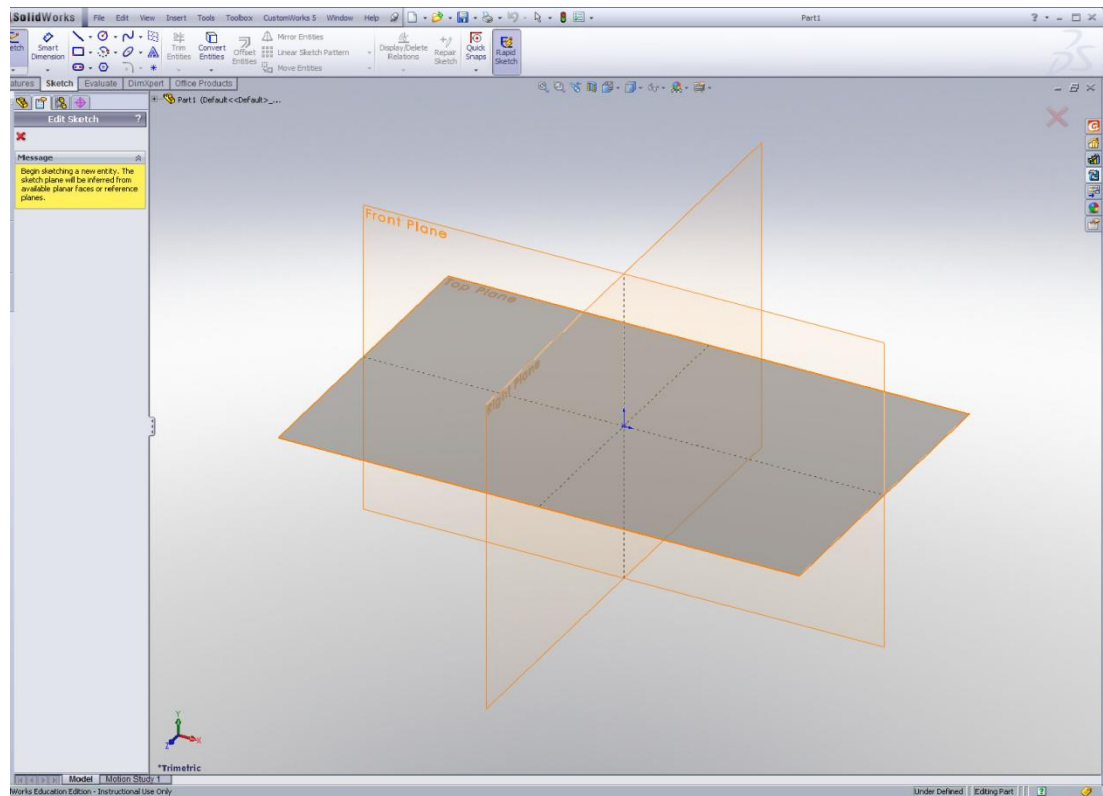 SolidWorks File Edit View Insert Tools Toolbox CustomWorks 5 Window Help Part1 ?
etch Smart Dimension Trim Entities Convert Entities Offset Entities Mirror Entities Linear Sketch Pattern Move Entities Display/Delete Relations Repair Sketch Quick Snaps Rapid Sketch
atures Sketch Evaluate DimXpert Office Products
Part1 (Default<<Default>_...
Edit Sketch ?
Message
Begin sketching a new entity. The
sketch plane will be inferred from
available planar faces or reference
planes.
Front Plane
Top Plane
Right Plane
Y
X
Z
*Trimetric
Model Motion Study 1
Works Education Edition - Instructional Use Only Under Defined Editing Part ?